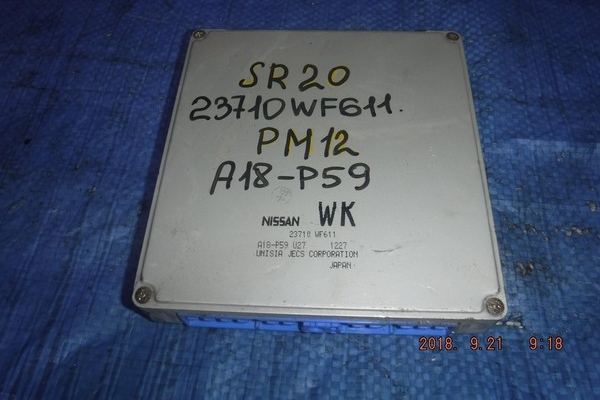 SR20
23710WF611.
PM12
A18-P59
NISSAN WK
23710 WF611
A18-P59 U27 1227
UNISIA JECS CORPORATION
JAPAN
2018. 9.21 9:18